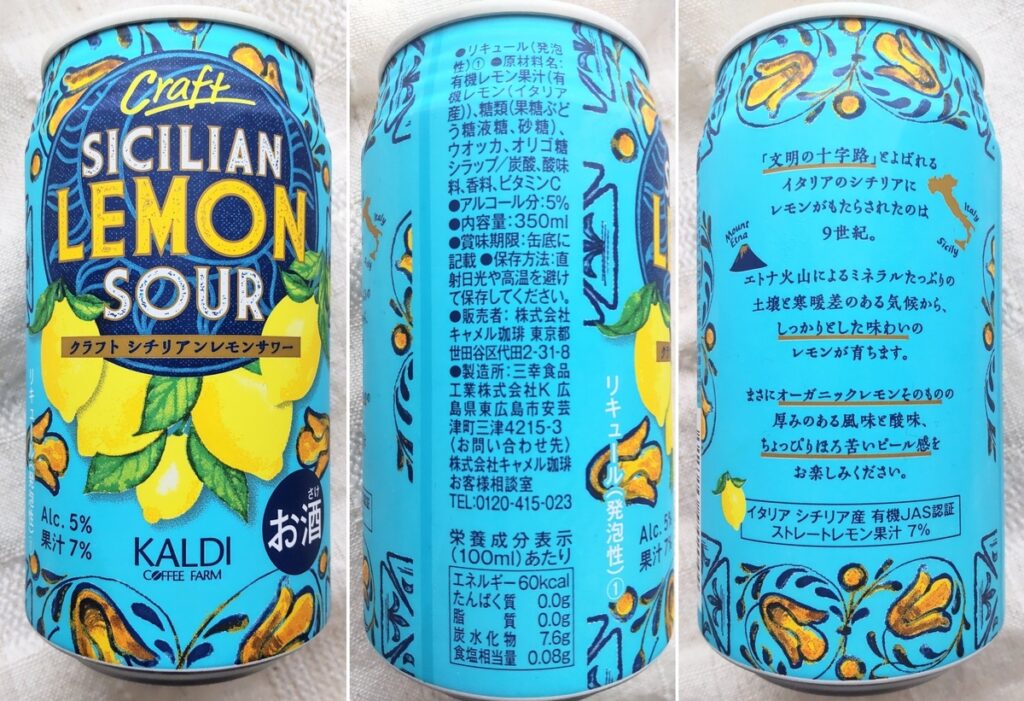 Craft
SICILIAN
LEMON
SOUR
クラフト シチリアンレモンサワー
Alc. 5%
果汁 7%
KALDI
COFFEE FARM
さけ
お酒
●リキュール(発泡
性)① ●原材料名:
有機レモン果汁(有
機レモン(イタリア
産))、糖類(果糖ぶど
う糖液糖、砂糖)、
ウオッカ、オリゴ糖
シラップ/炭酸、酸味
料、香料、ビタミンC
●アルコール分:5%
●内容量:350ml
●賞味期限:缶底に
記載 ●保存方法:直
射日光や高温を避け
て保存してください。
●販売者: 株式会社
キャメル珈琲 東京都
世田谷区代田2-31-8
●製造所:三幸食品
工業株式会社K 広
島県東広島市安芸
津町三津4215-3
(お問い合わせ先)
株式会社キャメル珈琲
お客様相談室
TEL:0120-415-023
栄養成分表示
(100ml)あたり
エネルギー 60kcal
たんぱく質 0.0g
脂質 0.0g
炭水化物 7.6g
食塩相当量 0.08g
リキュール(発泡性)①
Alc. 5%
果汁 7%
「文明の十字路」とよばれる
イタリアのシチリアに
レモンがもたらされたのは
9世紀。
Italy
Sicily
Mount
Etna
エトナ火山によるミネラルたっぷりの
土壌と寒暖差のある気候から、
しっかりとした味わいの
レモンが育ちます。
まさにオーガニックレモンそのものの
厚みのある風味と酸味、
ちょっぴりほろ苦いピール感を
お楽しみください。
イタリア シチリア産 有機JAS認証
ストレートレモン果汁 7%